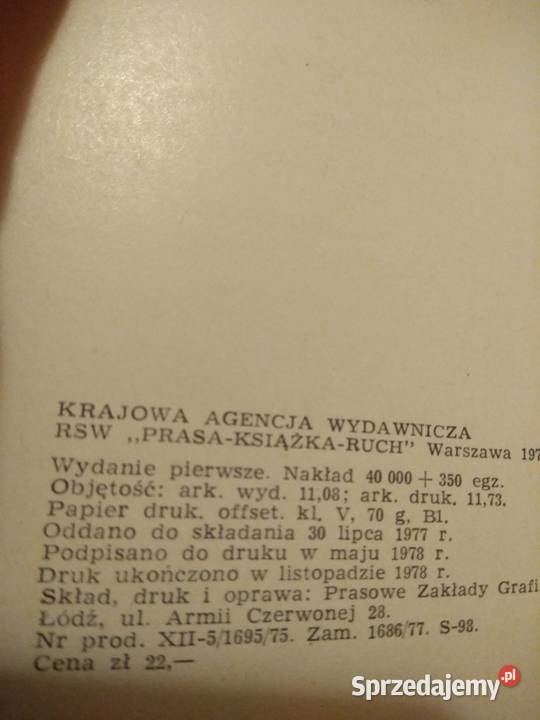 KRAJOWA AGENCJA WYDAWNICZA
RSW „PRASA-KSIĄŻKA-RUCH” Warszawa 197
Wydanie pierwsze. Nakład 40 000 + 350 egz.
Objętość: ark. wyd. 11,08; ark. druk. 11,73.
Papier druk. offset. kl. V, 70 g, B1.
Oddano do składania 30 lipca 1977 r.
Podpisano do druku w maju 1978 r.
Druk ukończono w listopadzie 1978 r.
Skład, druk i oprawa: Prasowe Zakłady Grafi
Łódź, ul. Armii Czerwonej 28.
Nr prod. XII-5/1695/75. Zam. 1686/77. S-98.
Cena zł 22,—
Sprzedajemy.pl